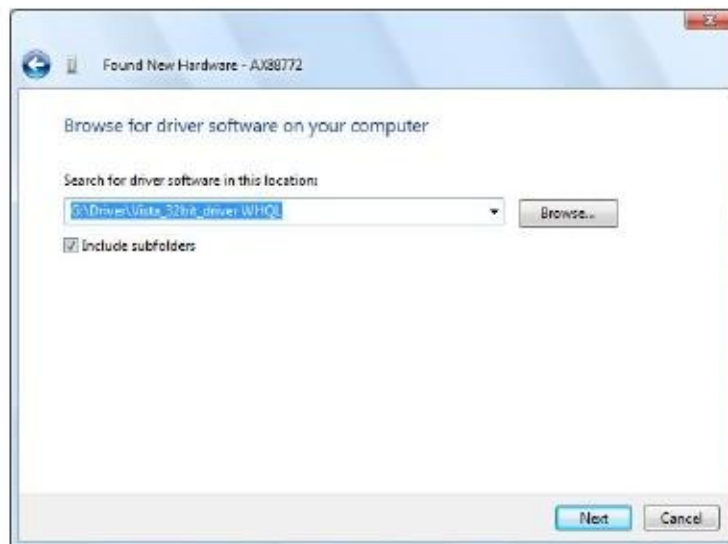 Found New Hardware - AX88772
Browse for driver software on your computer
Search for driver software in this location:
G:\Driver\Vista_32bit_driver WHQL
Browse...
Include subfolders
Next
Cancel